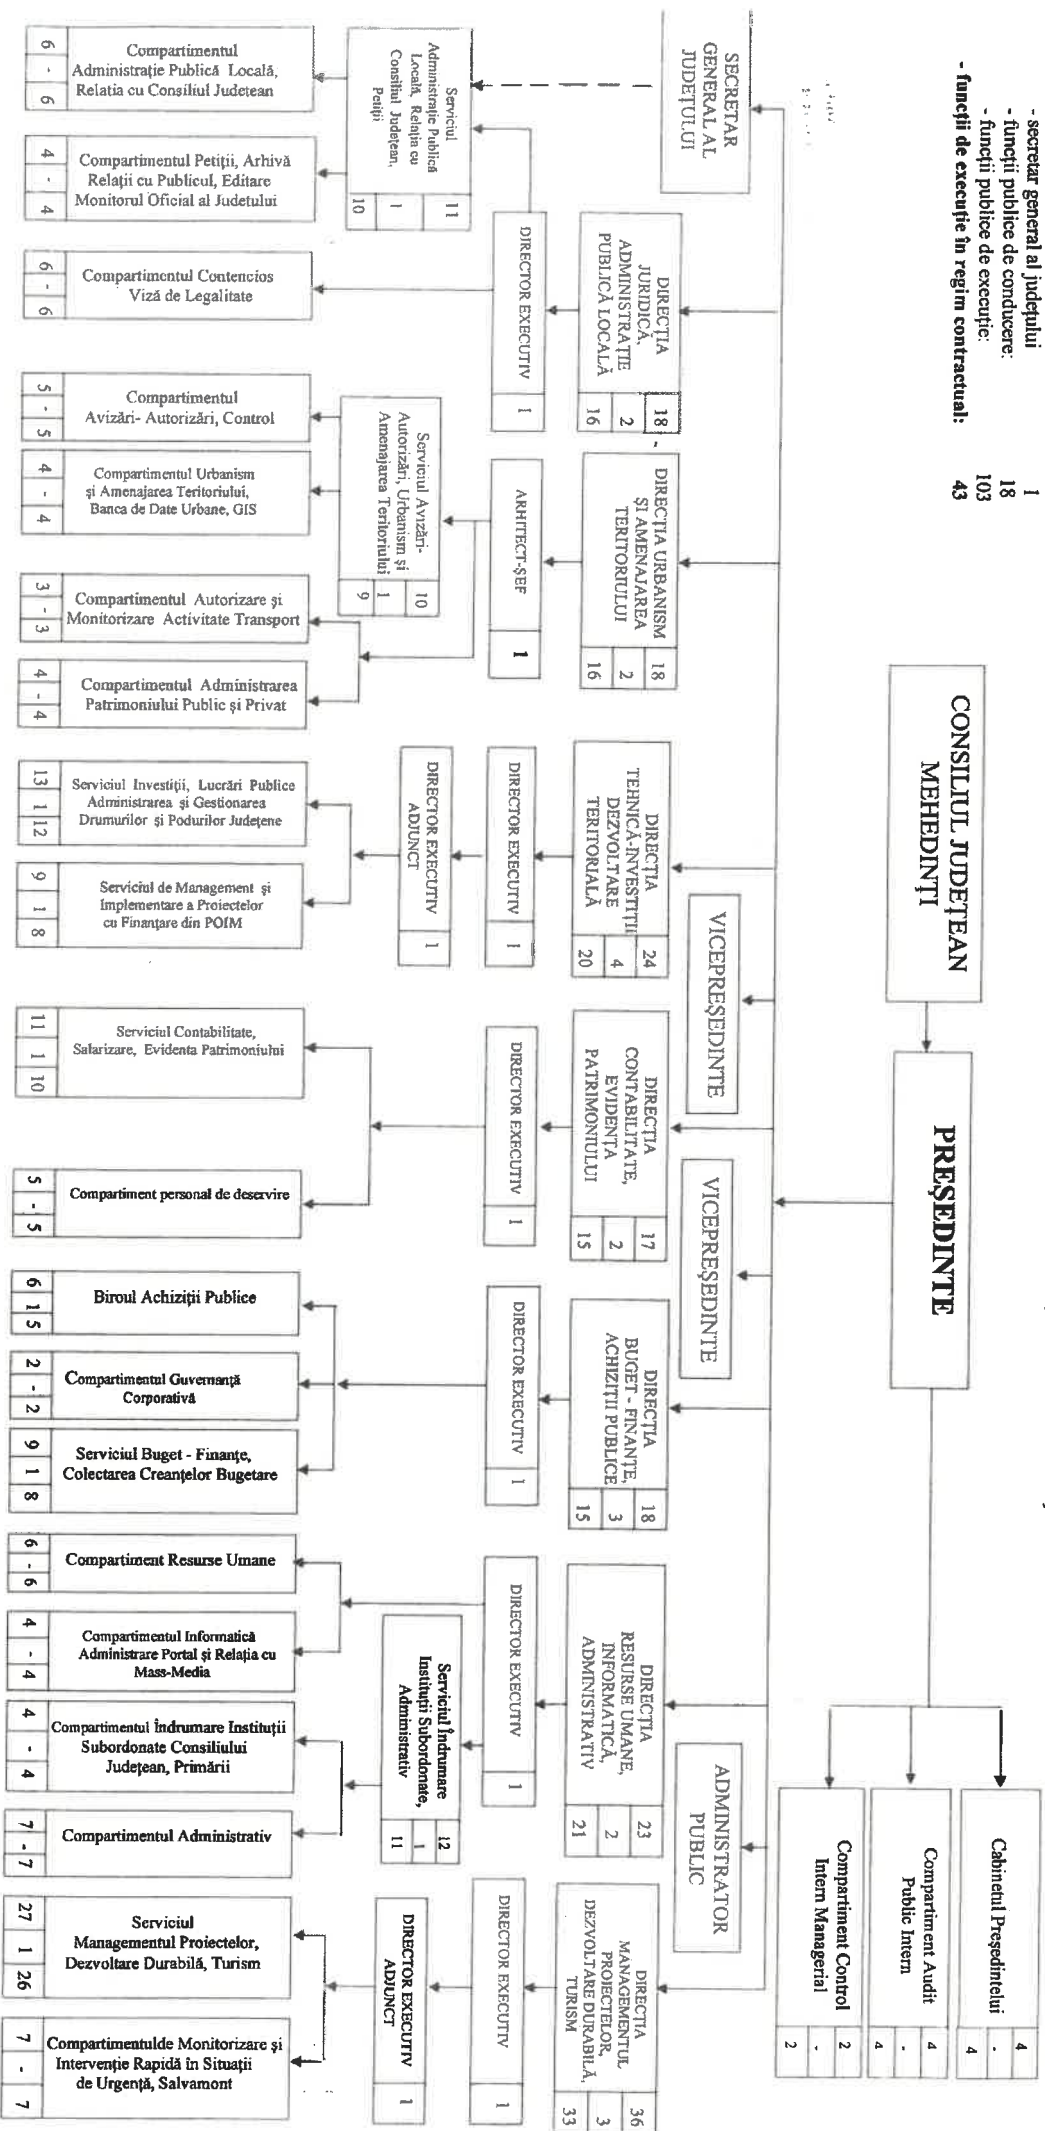 - secretar general al județului 1
- funcții publice de conducere: 18
- funcții publice de execuție: 103
- funcții de execuție în regim contractual: 43
CONSILIUL JUDEȚEAN
MEHEDINȚI
PREȘEDINTE
Cabinetul Președintelui
4
-
4
Compartiment Audit
Public Intern
4
-
4
Compartiment Control
Intern Managerial
2
-
2
SECRETAR
GENERAL AL
JUDEȚULUI
VICEPREȘEDINTE
VICEPREȘEDINTE
ADMINISTRATOR
PUBLIC
DIRECȚIA
JURIDICĂ,
ADMINISTRAȚIE
PUBLICĂ LOCALĂ
18
2
16
DIRECȚIA URBANISM
ȘI AMENAJAREA
TERITORIULUI
18
2
16
DIRECȚIA
TEHNICĂ-INVESTIȚII
DEZVOLTARE
TERITORIALĂ
24
4
20
DIRECȚIA
CONTABILITATE,
EVIDENȚA
PATRIMONIULUI
17
2
15
DIRECȚIA
BUGET - FINANȚE,
ACHIZIȚII PUBLICE
18
3
15
DIRECȚIA
RESURSE UMANE,
INFORMATICĂ,
ADMINISTRATIV
23
2
21
DIRECȚIA
MANAGEMENTUL
PROIECTELOR,
DEZVOLTARE DURABILĂ,
TURISM
36
3
33
DIRECTOR EXECUTIV 1
ARHITECT-ȘEF 1
DIRECTOR EXECUTIV 1
DIRECTOR EXECUTIV 1
DIRECTOR EXECUTIV 1
DIRECTOR EXECUTIV 1
DIRECTOR EXECUTIV 1
Serviciul
Administrație Publică
Locală, Relația cu
Consiliul Județean,
Petiții
11
1
10
Serviciul Avizări-
Autorizări, Urbanism și
Amenajarea Teritoriului
10
1
9
DIRECTOR EXECUTIV
ADJUNCT
1
Serviciul Îndrumare
Instituții Subordonate,
Administrativ
12
1
11
DIRECTOR EXECUTIV
ADJUNCT
1
Compartimentul
Administrație Publică Locală,
Relatia cu Consiliul Județean
6 - 6
Compartimentul Petiții, Arhivă
Relații cu Publicul, Editare
Monitorul Oficial al Judetului
4 - 4
Compartimentul Contencios
Viză de Legalitate
6 - 6
Compartimentul
Avizări- Autorizări, Control
5 - 5
Compartimentul Urbanism
și Amenajarea Teritoriului,
Banca de Date Urbane, GIS
4 - 4
Compartimentul Autorizare și
Monitorizare Activitate Transport
3 - 3
Compartimentul Administrarea
Patrimoniului Public și Privat
4 - 4
Serviciul Investiții, Lucrări Publice
Administrarea și Gestionarea
Drumurilor și Podurilor Județene
13 1 12
Serviciul de Management și
Implementare a Proiectelor
cu Finanțare din POIM
9 1 8
Serviciul Contabilitate,
Salarizare, Evidenta Patrimoniului
11 1 10
Compartiment personal de deservire
5 - 5
Biroul Achiziții Publice
6 1 5
Compartimentul Guvernanță
Corporativă
2 - 2
Serviciul Buget - Finanțe,
Colectarea Creanțelor Bugetare
9 1 8
Compartiment Resurse Umane
6 - 6
Compartimentul Informatică
Administrare Portal și Relația cu
Mass-Media
4 - 4
Compartimentul Îndrumare Instituții
Subordonate Consiliului
Județean, Primării
4 - 4
Compartimentul Administrativ
7 - 7
Serviciul
Managementul Proiectelor,
Dezvoltare Durabilă, Turism
27 1 26
Compartimentulde Monitorizare și
Intervenție Rapidă în Situații
de Urgență, Salvamont
7 - 7